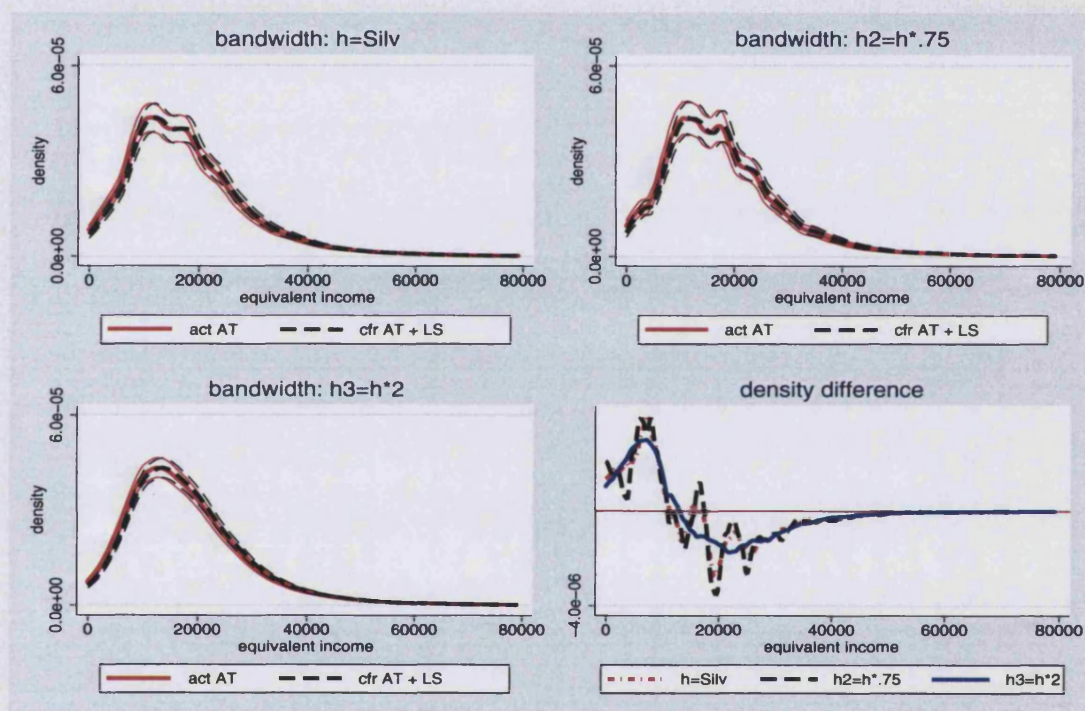 bandwidth: h=Silv
6.0e-05
density
0.0e+00
0 20000 40000 60000 80000
equivalent income
act AT cfr AT + LS
bandwidth: h2=h*.75
6.0e-05
density
0.0e+00
0 20000 40000 60000 80000
equivalent income
act AT cfr AT + LS
bandwidth: h3=h*2
6.0e-05
density
0.0e+00
0 20000 40000 60000 80000
equivalent income
act AT cfr AT + LS
density difference
-4.0e-06
0 20000 40000 60000 80000
equivalent income
h=Silv h2=h*.75 h3=h*2